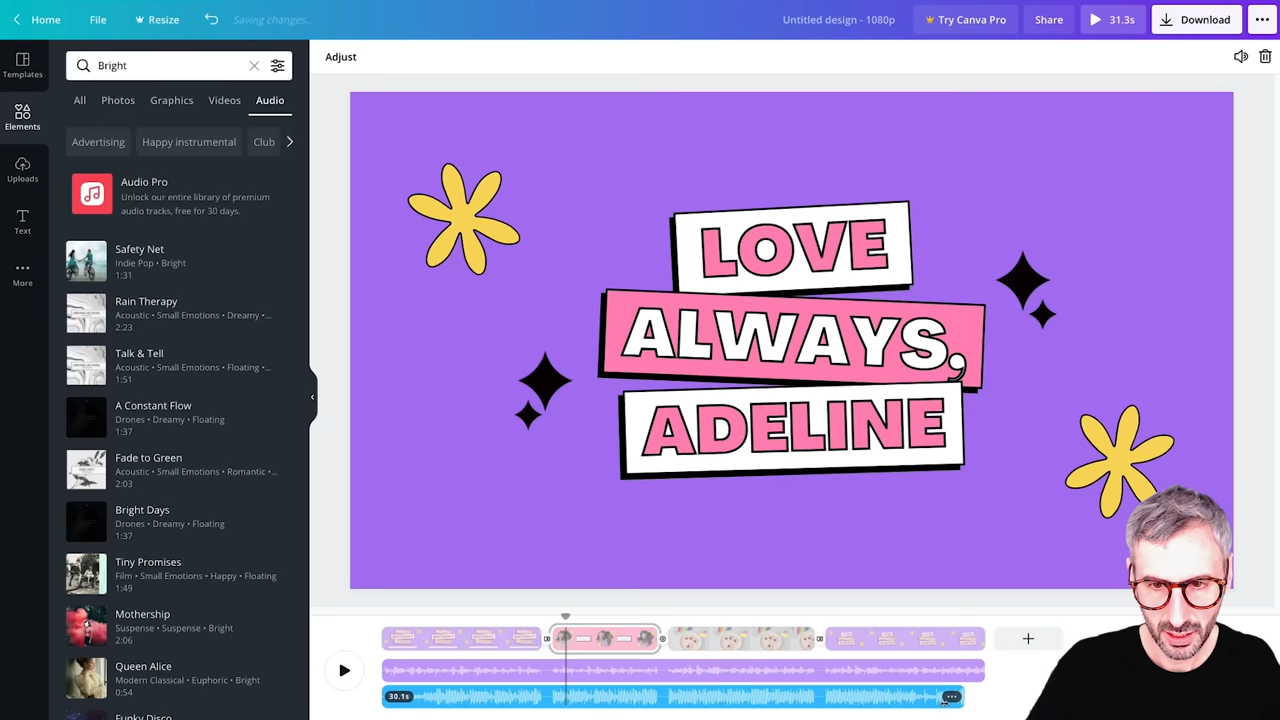 Home File Resize Saving changes... Untitled design - 1080p Try Canva Pro Share 31.3s Download
Templates
Elements
Uploads
Text
More
Bright
All Photos Graphics Videos Audio
Advertising Happy instrumental Club
Audio Pro
Unlock our entire library of premium
audio tracks, free for 30 days.
Safety Net
Indie Pop • Bright
1:31
Rain Therapy
Acoustic • Small Emotions • Dreamy •...
2:23
Talk & Tell
Acoustic • Small Emotions • Floating •...
1:51
A Constant Flow
Drones • Dreamy • Floating
1:37
Fade to Green
Acoustic • Small Emotions • Romantic •...
2:03
Bright Days
Drones • Dreamy • Floating
1:37
Tiny Promises
Film • Small Emotions • Happy • Floating
1:49
Mothership
Suspense • Suspense • Bright
2:06
Queen Alice
Modern Classical • Euphoric • Bright
0:54
Adjust
LOVE
ALWAYS,
ADELINE
30.1s